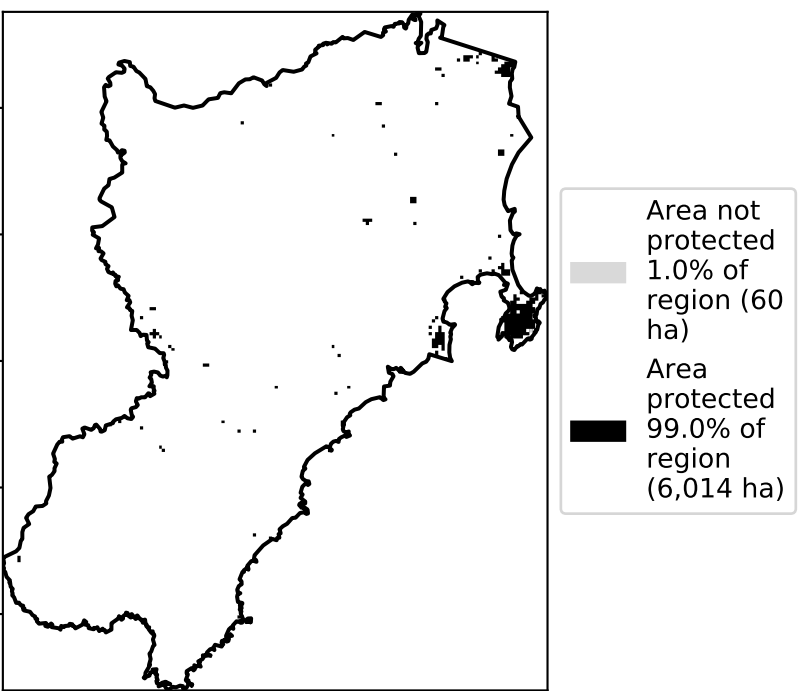 Area not
protected
1.0% of
region (60
ha)
Area
protected
99.0% of
region
(6,014 ha)